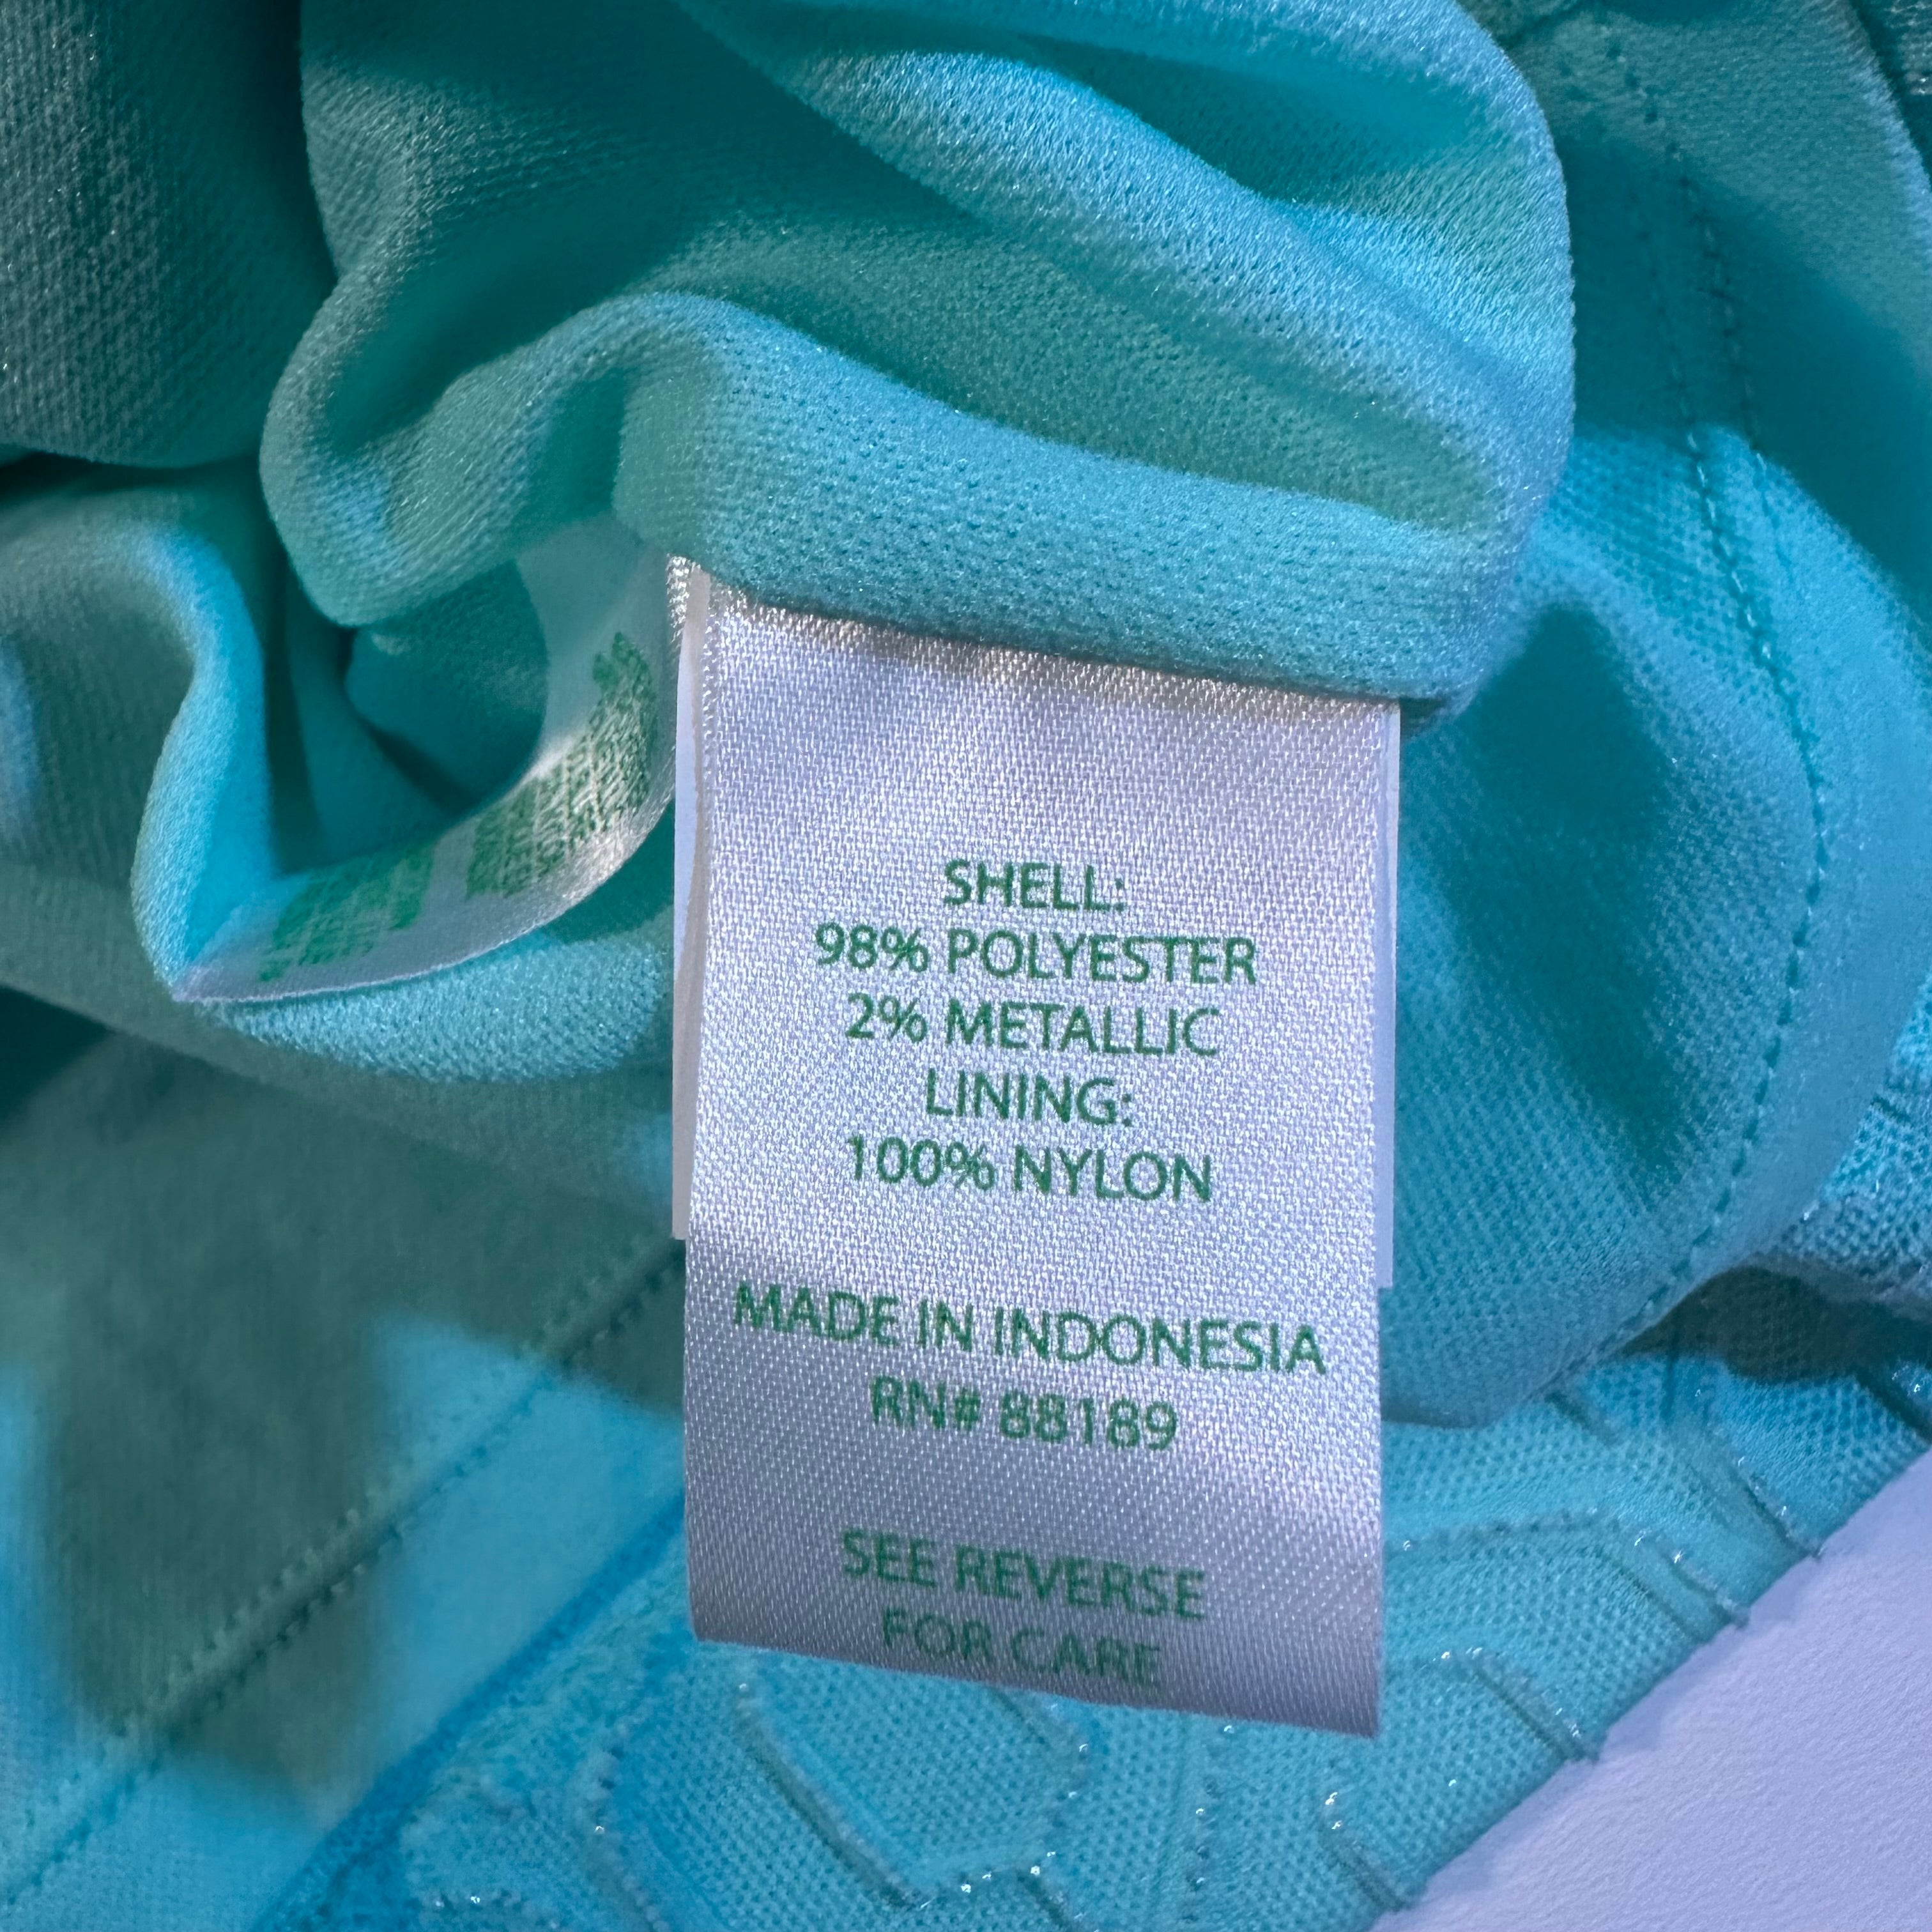 SHELL:
98% POLYESTER
2% METALLIC
LINING:
100% NYLON
MADE IN INDONESIA
RN# 88189
SEE REVERSE
FOR CARE